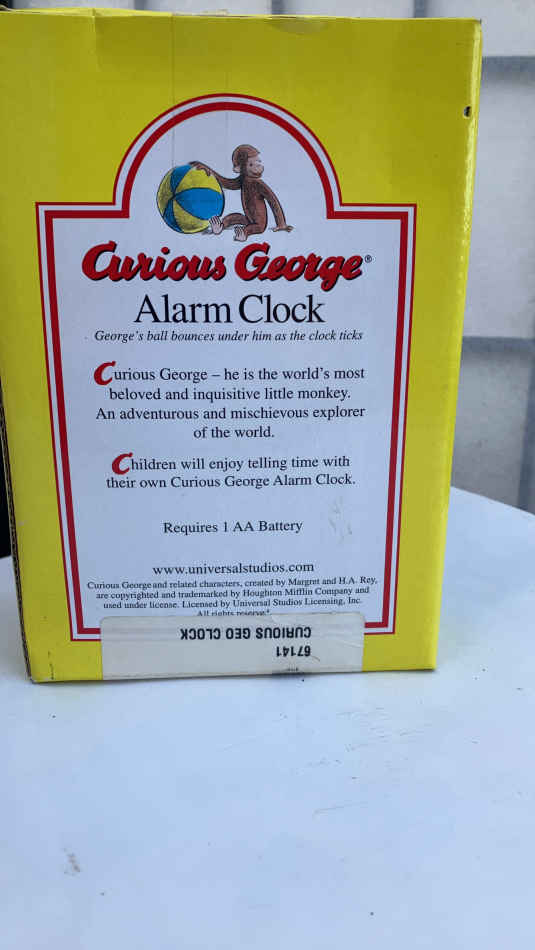 Curious George®
Alarm Clock
George's ball bounces under him as the clock ticks
Curious George – he is the world's most
beloved and inquisitive little monkey.
An adventurous and mischievous explorer
of the world.
Children will enjoy telling time with
their own Curious George Alarm Clock.
Requires 1 AA Battery
www.universalstudios.com
Curious George and related characters, created by Margret and H.A. Rey,
are copyrighted and trademarked by Houghton Mifflin Company and
used under license. Licensed by Universal Studios Licensing, Inc.
All rights
67141
CURIOUS GEO CLOCK